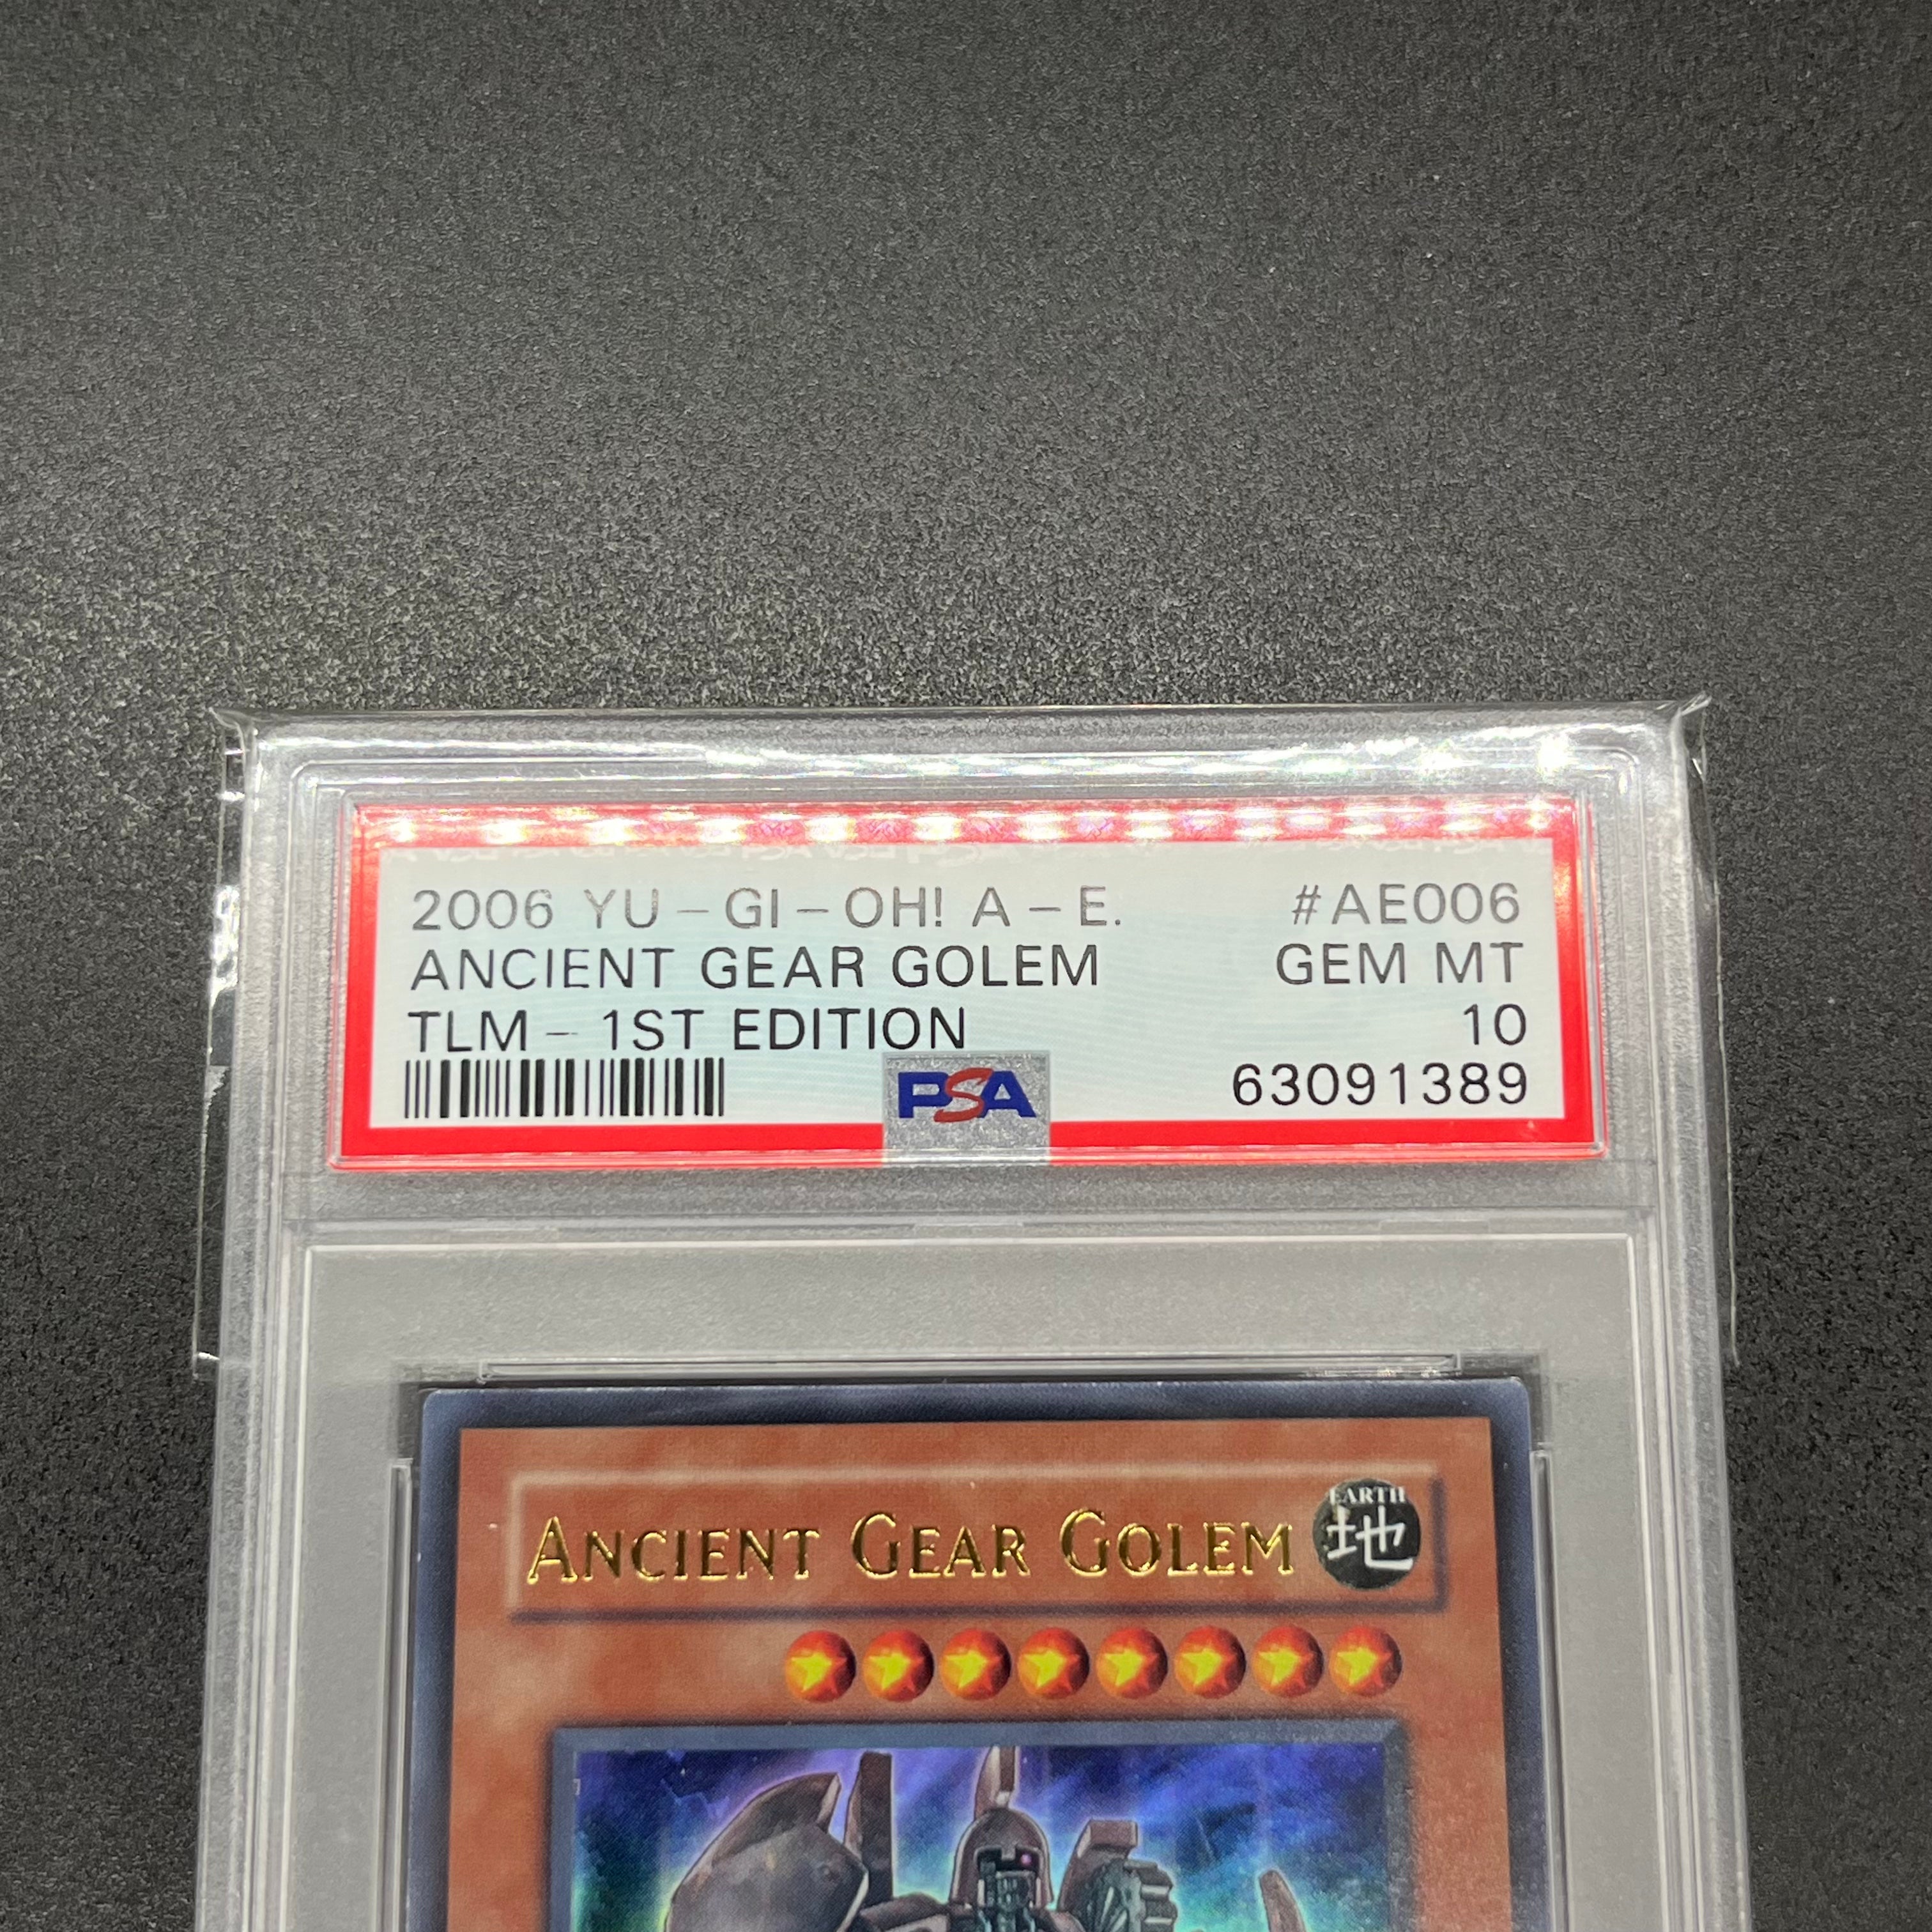 2006 YU-GI-OH! A-E. #AE006
ANCIENT GEAR GOLEM GEM MT
TLM - 1ST EDITION 10
PSA 63091389
ANCIENT GEAR GOLEM
EARTH
地